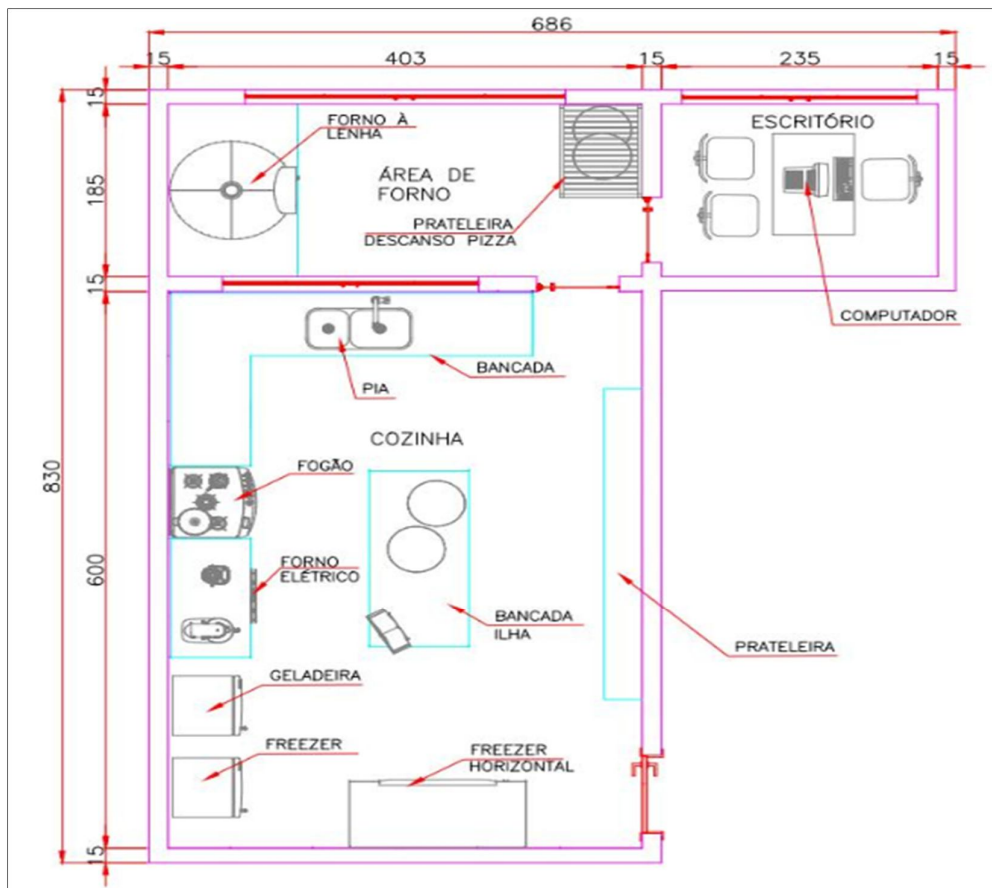 686
15
403
15
235
15
15
FORNO À
LENHA
ESCRITÓRIO
185
ÁREA DE
FORNO
PRATELEIRA
DESCANSO PIZZA
15
COMPUTADOR
BANCADA
PIA
COZINHA
830
FOGÃO
600
FORNO
ELÉTRICO
BANCADA
ILHA
PRATELEIRA
GELADEIRA
FREEZER
FREEZER
HORIZONTAL
15